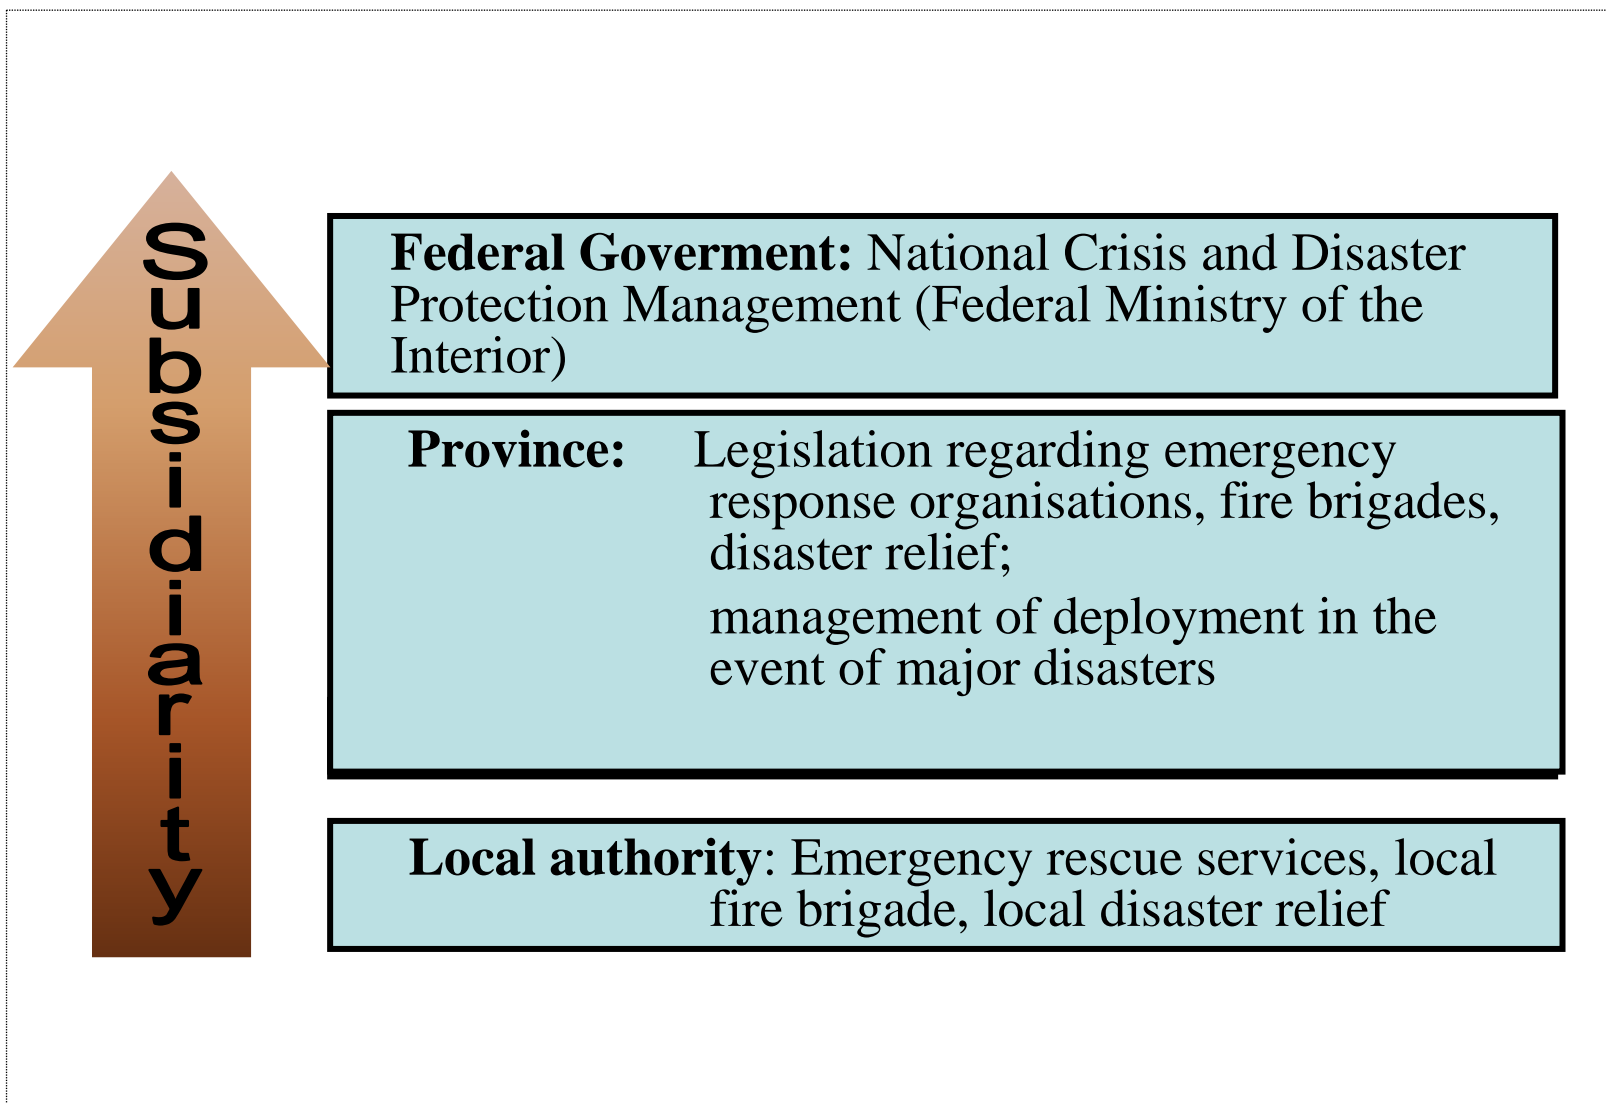 Subsidiarity
Federal Goverment: National Crisis and Disaster
Protection Management (Federal Ministry of the
Interior)
Province: Legislation regarding emergency
response organisations, fire brigades,
disaster relief;
management of deployment in the
event of major disasters
Local authority: Emergency rescue services, local
fire brigade, local disaster relief